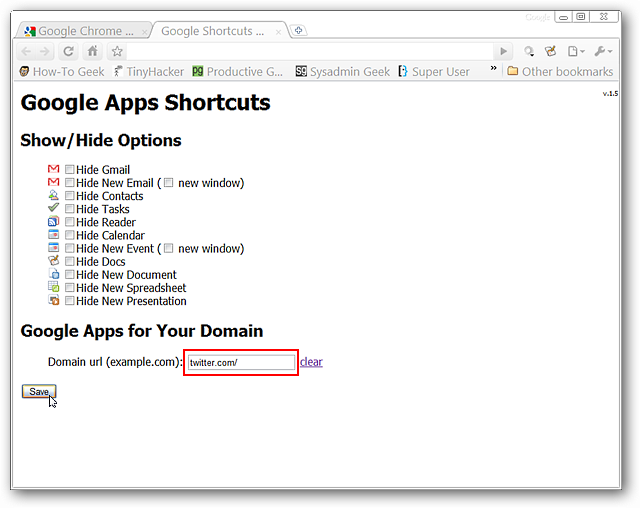 Google
Google Chrome ...
Google Shortcuts ...
How-To Geek
TinyHacker
Productive G...
Sysadmin Geek
Super User
»
Other bookmarks
Google Apps Shortcuts
v.1.5
Show/Hide Options
Hide Gmail
Hide New Email ( new window)
Hide Contacts
Hide Tasks
Hide Reader
Hide Calendar
Hide New Event ( new window)
Hide Docs
Hide New Document
Hide New Spreadsheet
Hide New Presentation
Google Apps for Your Domain
Domain url (example.com): twitter.com/ clear
Save